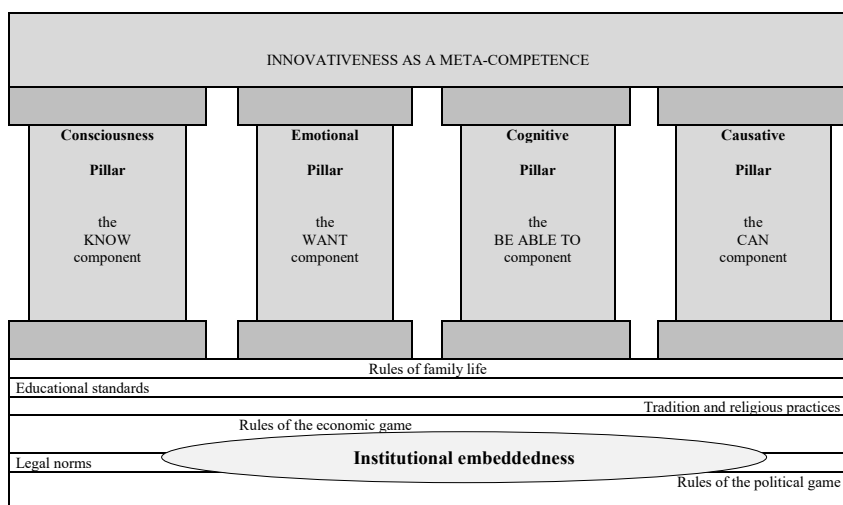 INNOVATIVENESS AS A META-COMPETENCE
Consciousness
Pillar
the
KNOW
component
Emotional
Pillar
the
WANT
component
Cognitive
Pillar
the
BE ABLE TO
component
Causative
Pillar
the
CAN
component
Rules of family life
Educational standards
Tradition and religious practices
Rules of the economic game
Institutional embeddedness
Legal norms
Rules of the political game